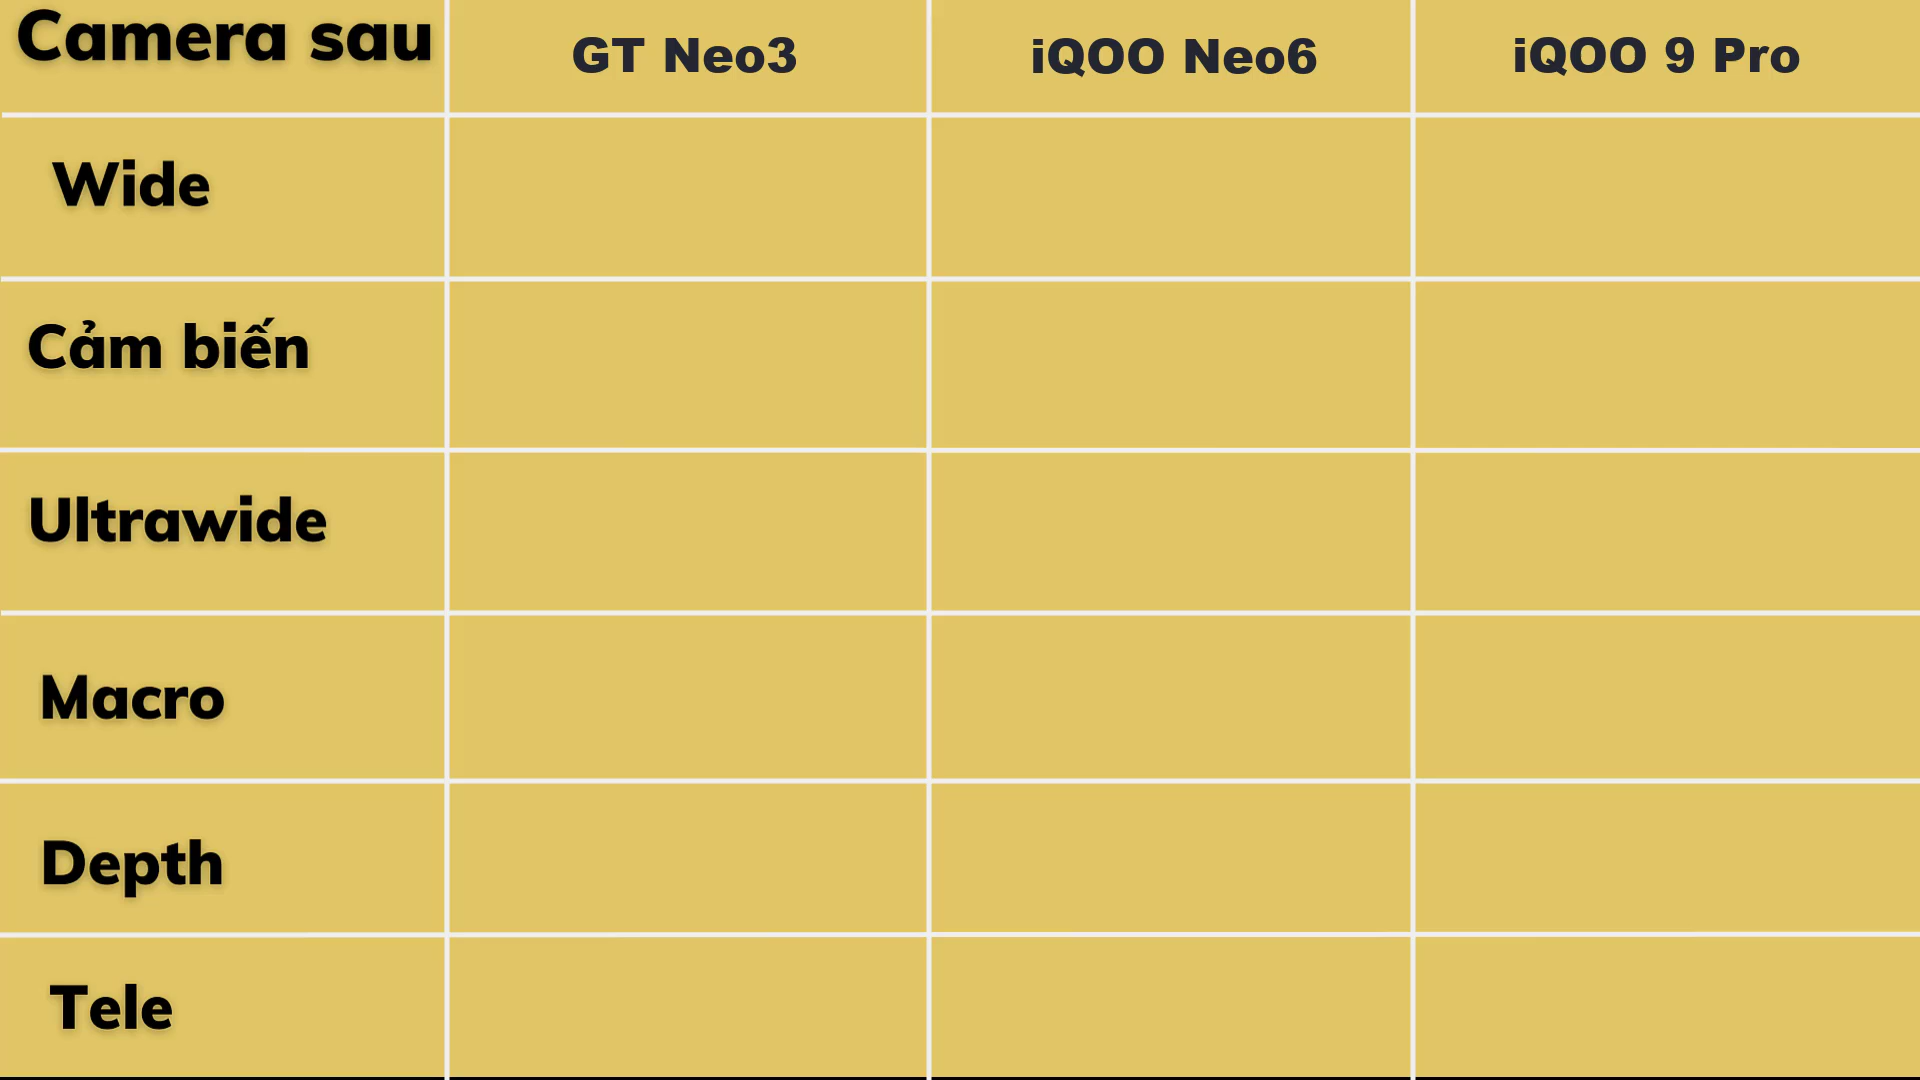 Camera sau GT Neo3 iQOO Neo6 iQOO 9 Pro
Wide
Cảm biến
Ultrawide
Macro
Depth
Tele